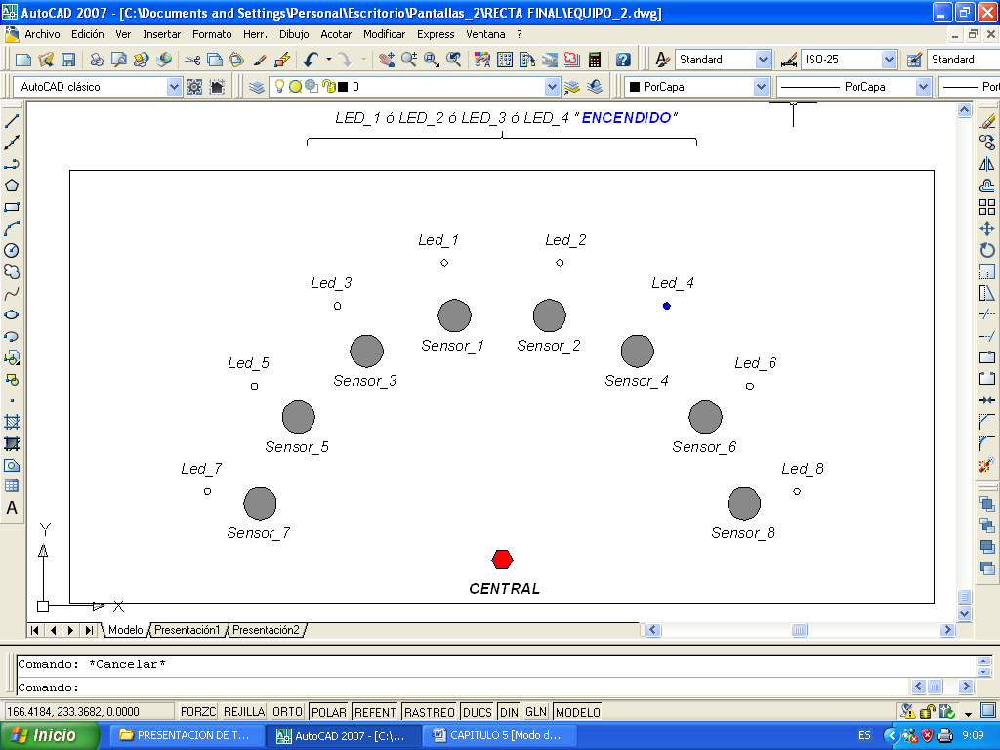 AutoCAD 2007 - [C:\Documents and Settings\Personal\Escritorio\Pantallas_2\RECTA FINAL\EQUIPO_2.dwg]
Archivo Edición Ver Insertar Formato Herr. Dibujo Acotar Modificar Express Ventana ?
Standard ISO-25 Standard
AutoCAD clásico 0 PorCapa PorCapa Por
LED_1 ó LED_2 ó LED_3 ó LED_4 "ENCENDIDO"
Led_1 Led_2
Led_3 Led_4
Sensor_1 Sensor_2
Led_5 Led_6
Sensor_3 Sensor_4
Sensor_5 Sensor_6
Led_7 Led_8
Sensor_7 Sensor_8
CENTRAL
Y
X
A
Modelo Presentación1 Presentación2
Comando: *Cancelar*
Comando:
166.4184, 233.3682, 0.0000 FORZC REJILLA ORTO POLAR REFENT RASTREO DUCS DIN GLN MODELO
Inicio PRESENTACION DE T... AutoCAD 2007 - [C:\... CAPITULO 5 [Modo d... ES 9:09